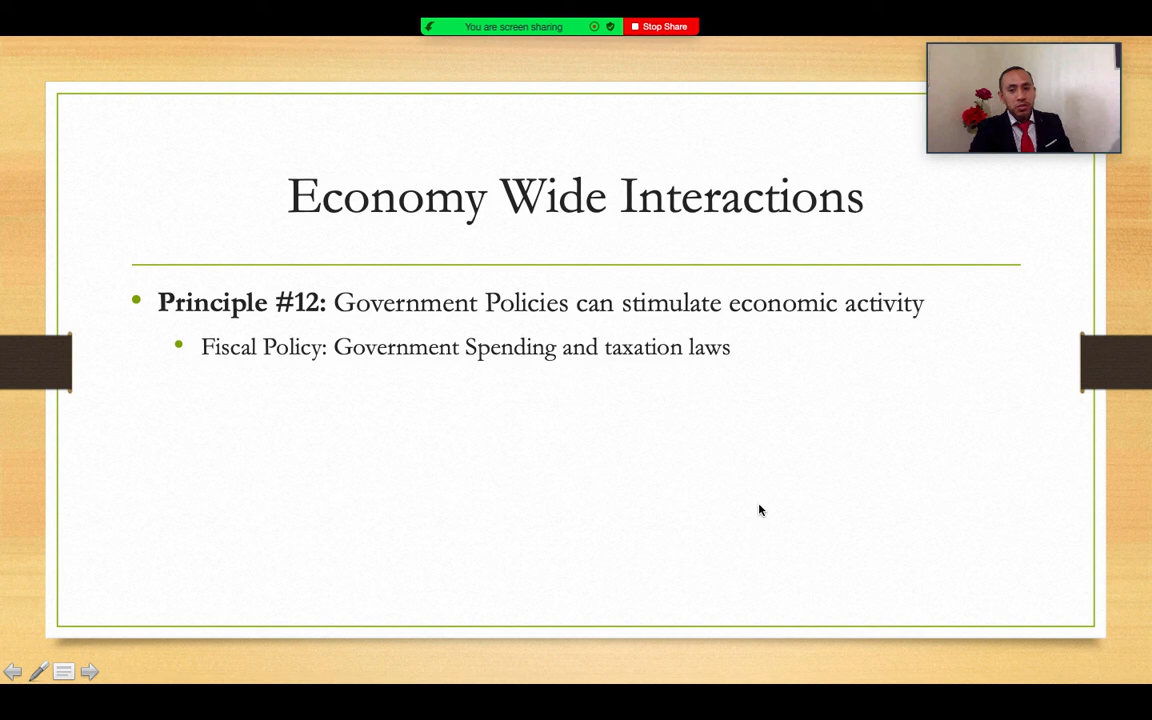 You are screen sharing
Stop Share
Economy Wide Interactions
Principle #12: Government Policies can stimulate economic activity
Fiscal Policy: Government Spending and taxation laws